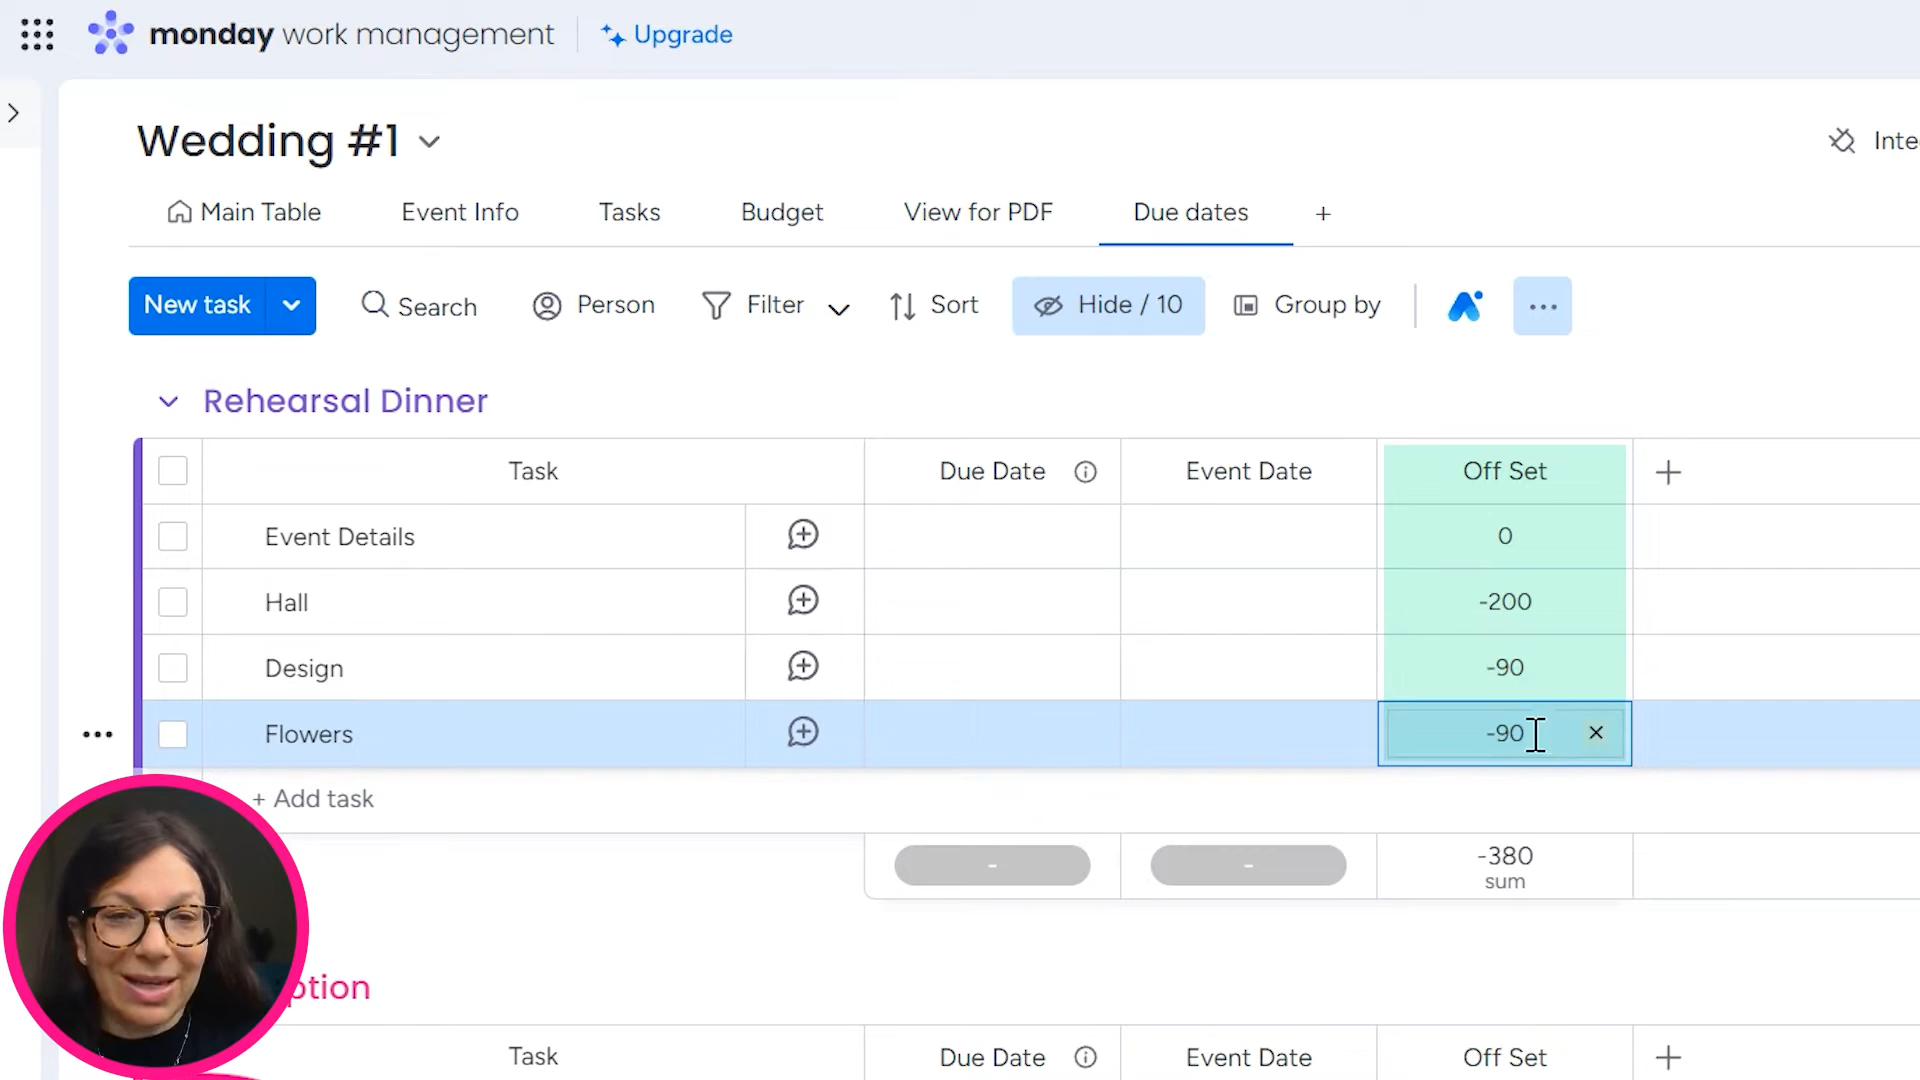 monday work management
Upgrade
Wedding #1
Inte
Main Table
Event Info
Tasks
Budget
View for PDF
Due dates
New task
Search
Person
Filter
Sort
Hide / 10
Group by
Rehearsal Dinner
Task
Due Date
Event Date
Off Set
Event Details
0
Hall
-200
Design
-90
Flowers
-90
+ Add task
-
-
-380
sum
ption
Task
Due Date
Event Date
Off Set